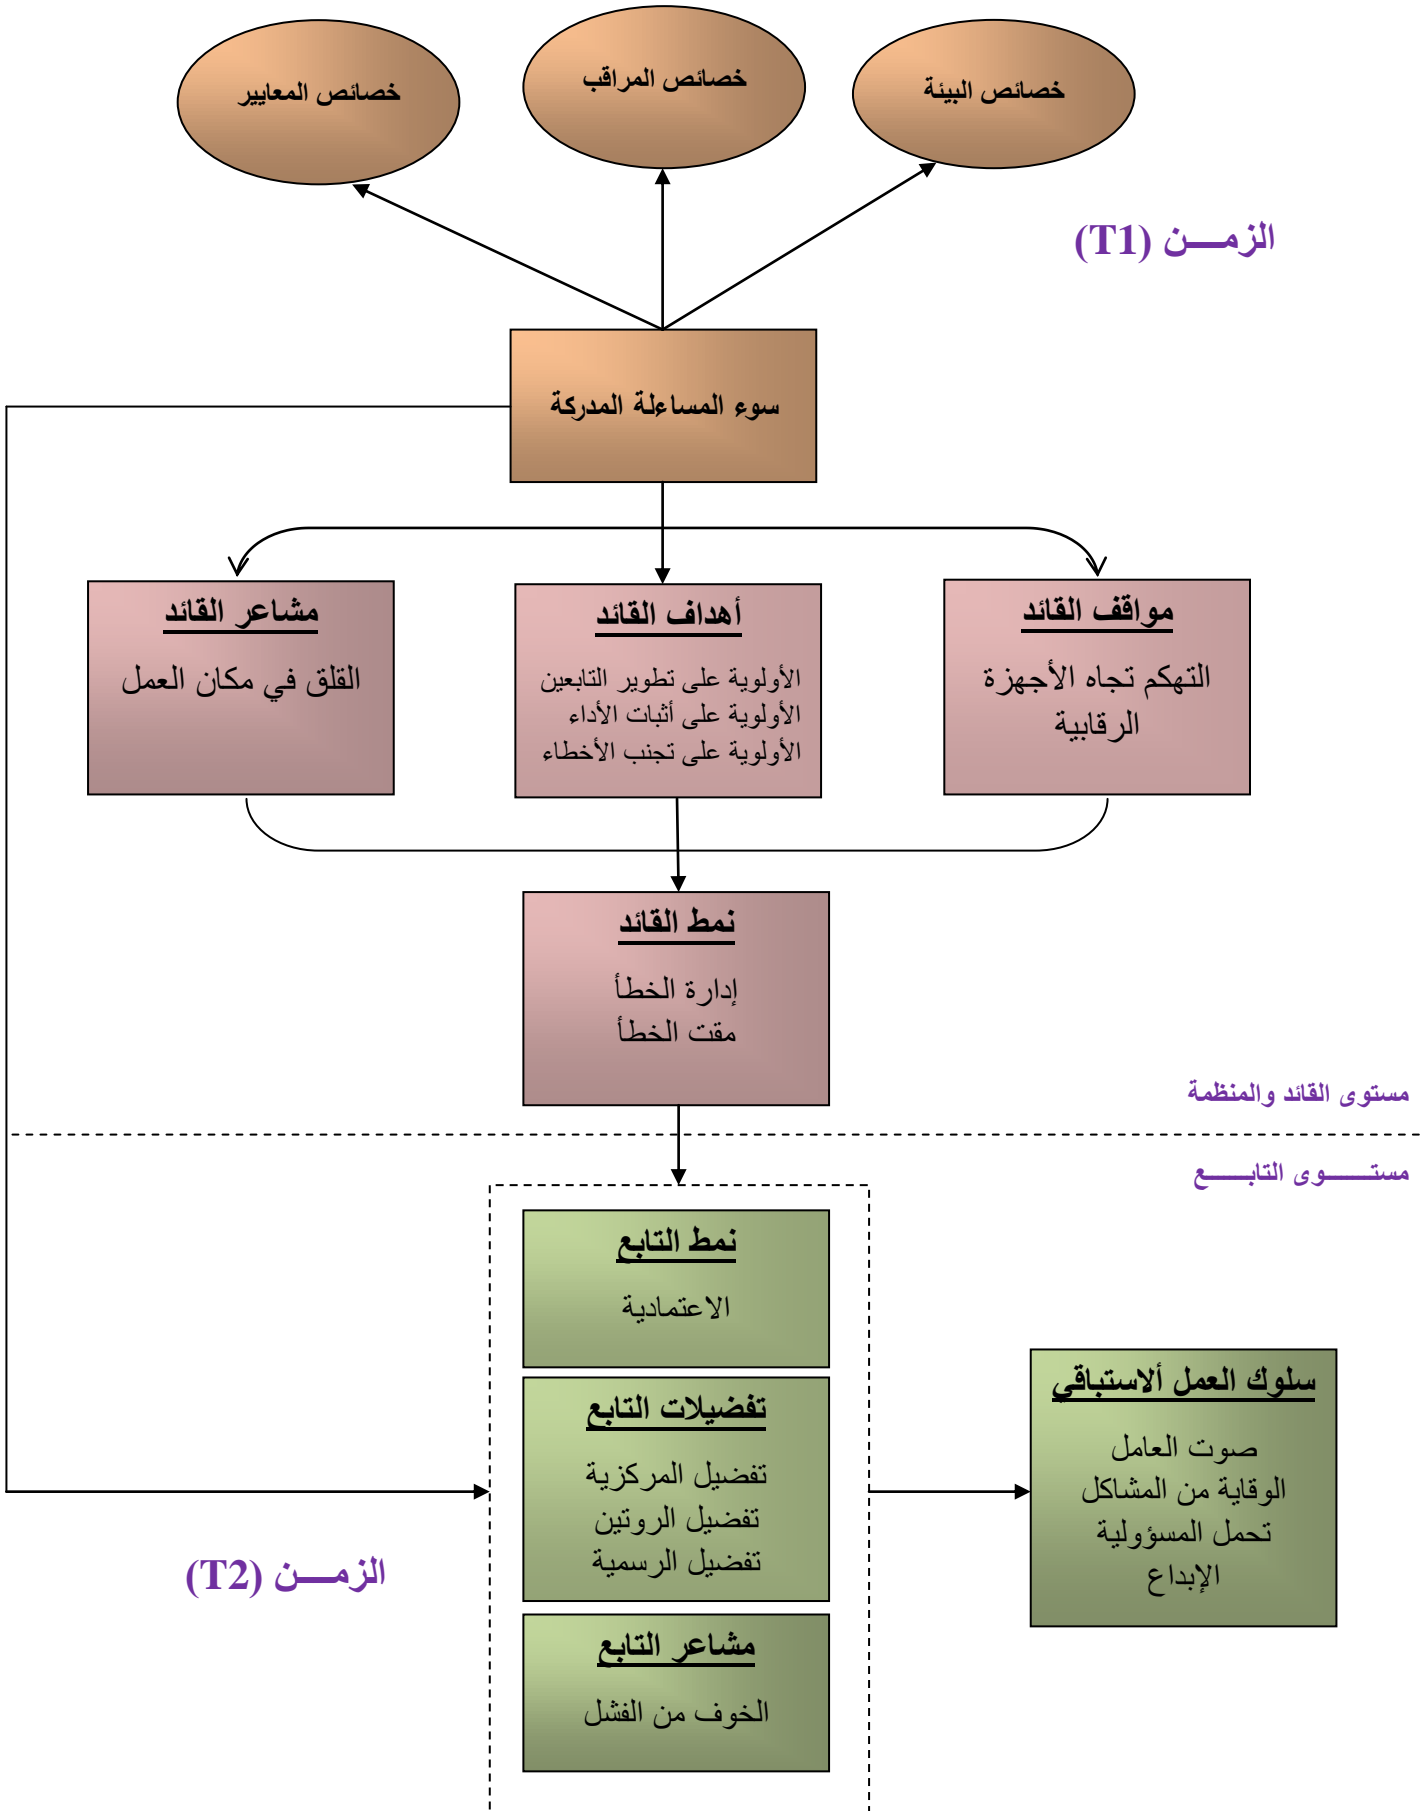 خصائص البيئة
خصائص المراقب
خصائص المعايير
الزمـــن (T1)
سوء المساءلة المدركة
مواقف القائد
التهكم تجاه الأجهزة
الرقابية
أهداف القائد
الأولوية على تطوير التابعين
الأولوية على أثبات الأداء
الأولوية على تجنب الأخطاء
مشاعر القائد
القلق في مكان العمل
نمط القائد
إدارة الخطأ
مقت الخطأ
مستوى القائد والمنظمة
مستـــــوى التابـــــع
نمط التابع
الاعتمادية
تفضيلات التابع
تفضيل المركزية
تفضيل الروتين
تفضيل الرسمية
مشاعر التابع
الخوف من الفشل
سلوك العمل ألاستباقي
صوت العامل
الوقاية من المشاكل
تحمل المسؤولية
الإبداع
الزمـــن (T2)